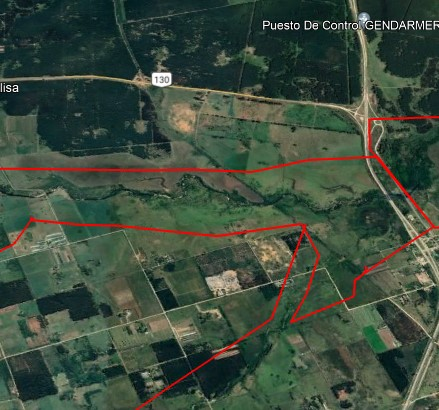 Puesto De Control GENDARMER
130
lisa